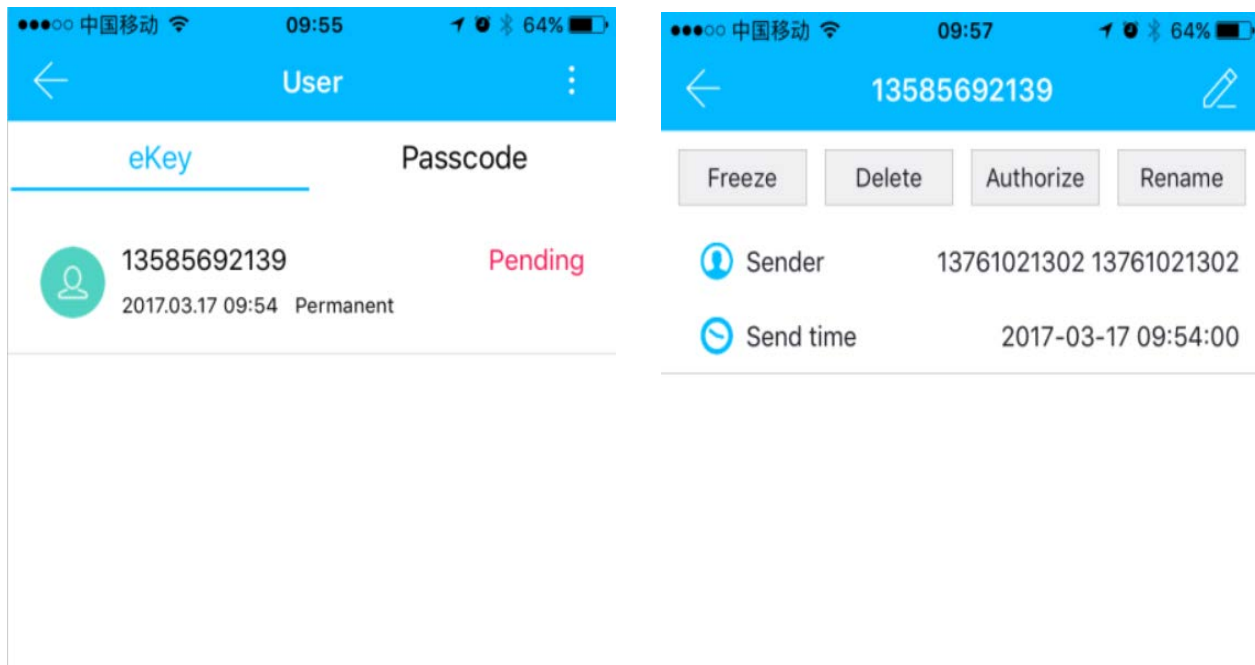 中国移动 09:55 64%
User
eKey Passcode
13585692139 Pending
2017.03.17 09:54 Permanent
中国移动 09:57 64%
13585692139
Freeze Delete Authorize Rename
Sender 13761021302 13761021302
Send time 2017-03-17 09:54:00